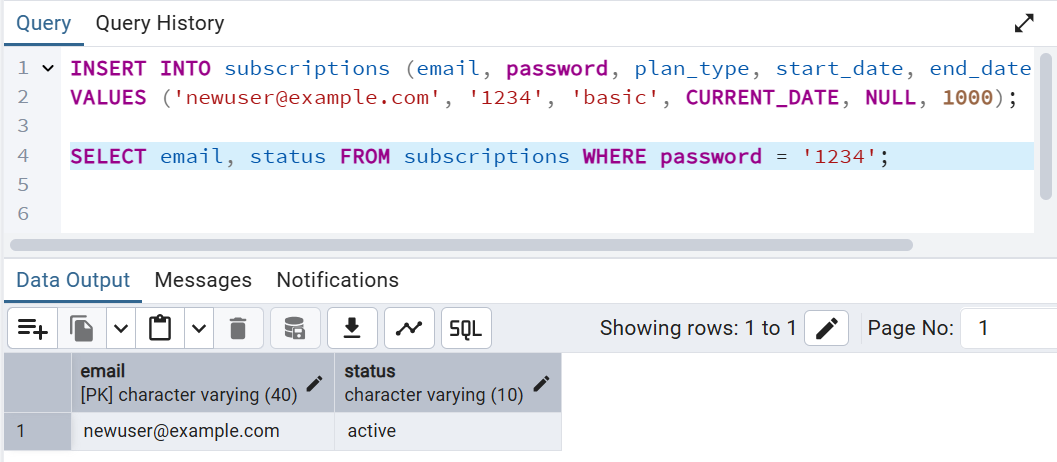 Query Query History
1 INSERT INTO subscriptions (email, password, plan_type, start_date, end_date
2 VALUES ('newuser@example.com', '1234', 'basic', CURRENT_DATE, NULL, 1000);
3
4 SELECT email, status FROM subscriptions WHERE password = '1234';
5
6
Data Output Messages Notifications
SQL Showing rows: 1 to 1 Page No: 1
email status
[PK] character varying (40) character varying (10)
1 newuser@example.com active